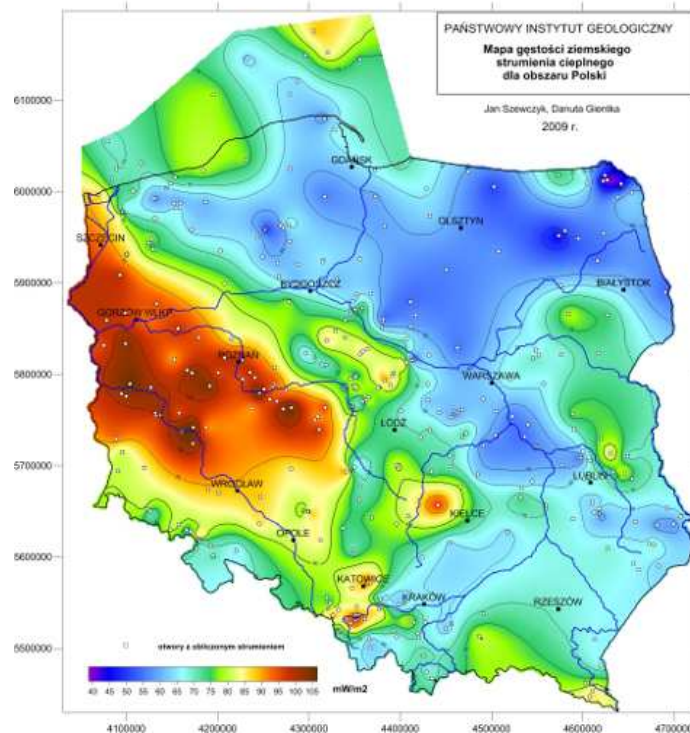 PAŃSTWOWY INSTYTUT GEOLOGICZNY
Mapa gęstości ziemskiego
strumienia cieplnego
dla obszaru Polski
Jan Szewczyk, Danuta Gientka
2009 r.
6100000
GDAŃSK
6000000
OLSZTYN
SZCZECIN
5900000
BYDGOSZCZ
BIAŁYSTOK
GORZÓW WLKP
POZNAŃ
5800000
WARSZAWA
ŁÓDŹ
5700000
LUBLIN
WROCŁAW
KIELCE
5600000
OPOLE
KATOWICE
KRAKÓW
RZESZÓW
5500000
otwory z obliczonym strumieniem
40 45 50 55 60 65 70 75 80 85 90 95 100 105
mW/m2
4100000 4200000 4300000 4400000 4500000 4600000 4700000